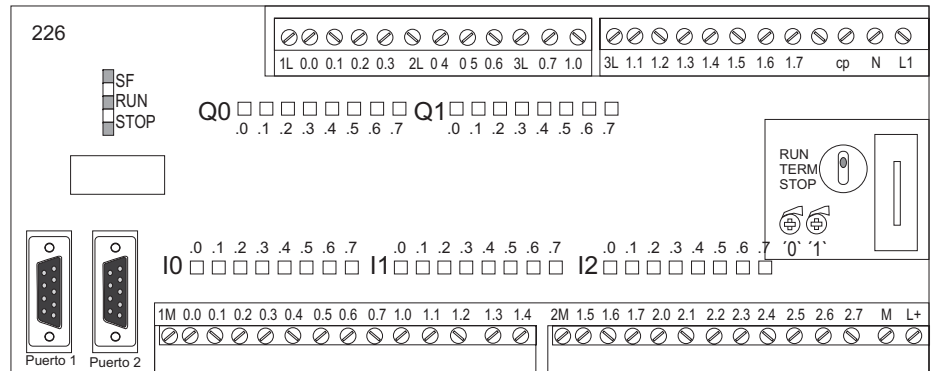 226
1L 0.0 0.1 0.2 0.3 2L 0 4 0 5 0.6 3L 0.7 1.0
3L 1.1 1.2 1.3 1.4 1.5 1.6 1.7 cp N L1
SF
RUN
STOP
Q0
.0 .1 .2 .3 .4 .5 .6 .7
Q1
.0 .1 .2 .3 .4 .5 .6 .7
RUN
TERM
STOP
´0` ´1`
.0 .1 .2 .3 .4 .5 .6 .7
I0
.0 .1 .2 .3 .4 .5 .6 .7
I1
.0 .1 .2 .3 .4 .5 .6 .7
I2
1M 0.0 0.1 0.2 0.3 0.4 0.5 0.6 0.7 1.0 1.1 1.2 1.3 1.4
2M 1.5 1.6 1.7 2.0 2.1 2.2 2.3 2.4 2.5 2.6 2.7 M L+
Puerto 1
Puerto 2